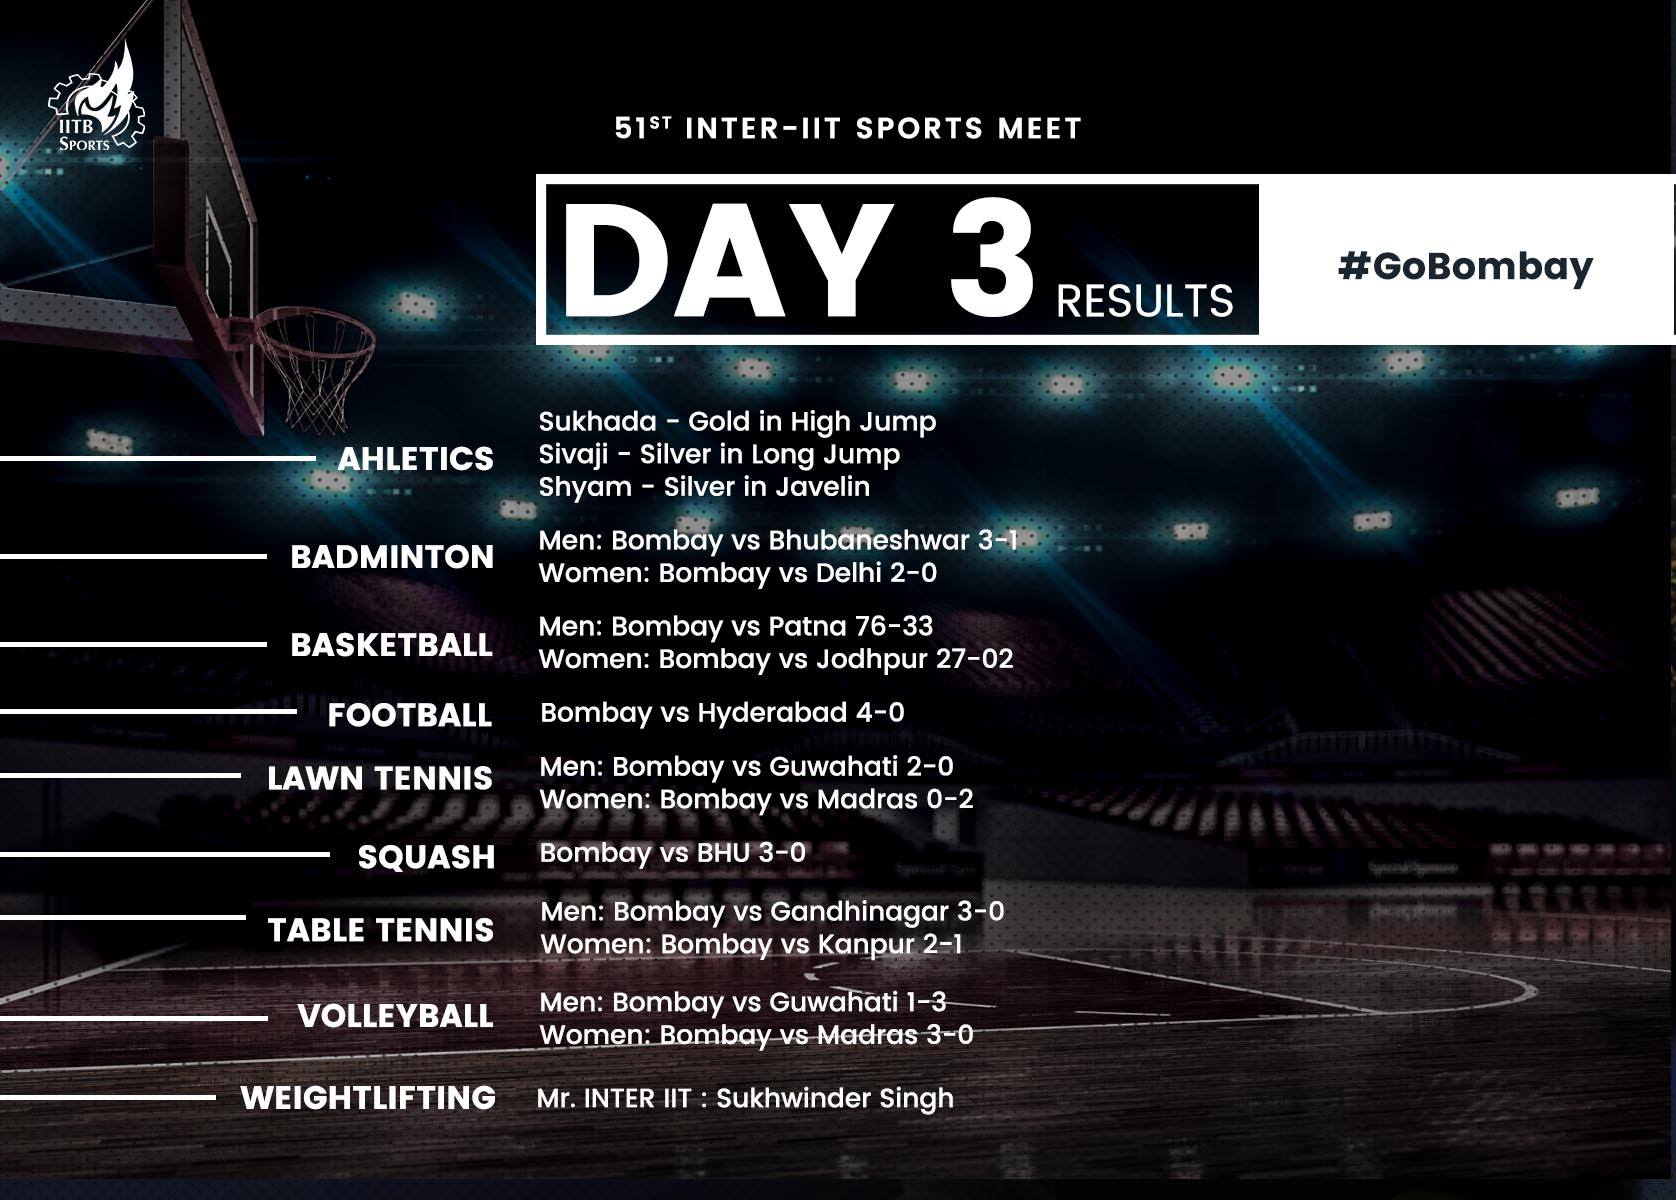 IITB
SPORTS
51ST INTER-IIT SPORTS MEET
DAY 3 RESULTS
#GoBombay
AHLETICS
Sukhada - Gold in High Jump
Sivaji - Silver in Long Jump
Shyam - Silver in Javelin
BADMINTON
Men: Bombay vs Bhubaneshwar 3-1
Women: Bombay vs Delhi 2-0
BASKETBALL
Men: Bombay vs Patna 76-33
Women: Bombay vs Jodhpur 27-02
FOOTBALL
Bombay vs Hyderabad 4-0
LAWN TENNIS
Men: Bombay vs Guwahati 2-0
Women: Bombay vs Madras 0-2
SQUASH
Bombay vs BHU 3-0
TABLE TENNIS
Men: Bombay vs Gandhinagar 3-0
Women: Bombay vs Kanpur 2-1
VOLLEYBALL
Men: Bombay vs Guwahati 1-3
Women: Bombay vs Madras 3-0
WEIGHTLIFTING
Mr. INTER IIT : Sukhwinder Singh